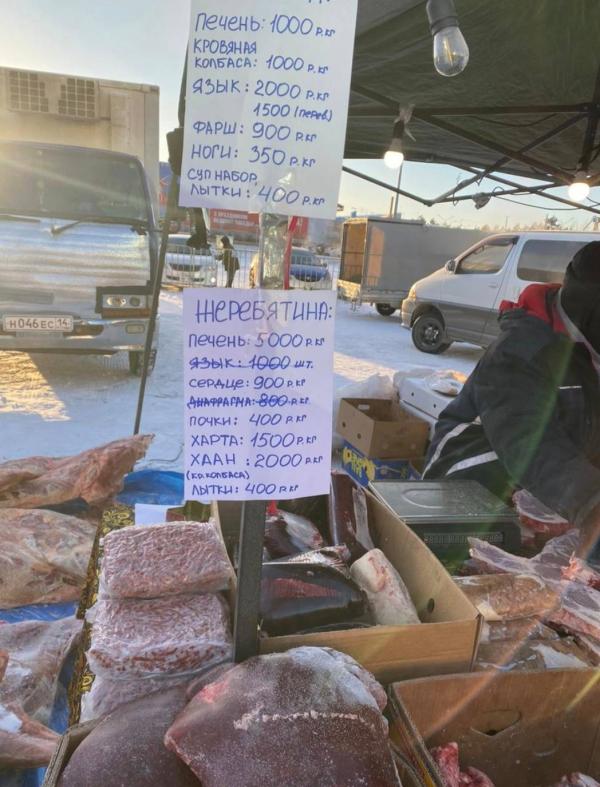 ПЕЧЕНЬ: 1000 Р.КГ
КРОВЯНАЯ
КОЛБАСА: 1000 Р.КГ
ЯЗЫК: 2000 Р.КГ
1500 (перев.)
ФАРШ: 900 Р.КГ
НОГИ: 350 Р.КГ
СУП НАБОР
ЛЫТКИ: 400 Р.КГ
ЖЕРЕБЯТИНА:
ПЕЧЕНЬ: 5000 Р.КГ
ЯЗЫК: 1000 ШТ.
СЕРДЦЕ: 900 Р.КГ
ДИАФРАГМА: 800 Р.КГ
ПОЧКИ: 400 Р.КГ
ХАРТА: 1500 Р.КГ
ХААН: 2000 Р.КГ
(КР.КОЛБАСА)
ЛЫТКИ: 400 Р.КГ
Н046ЕС 14